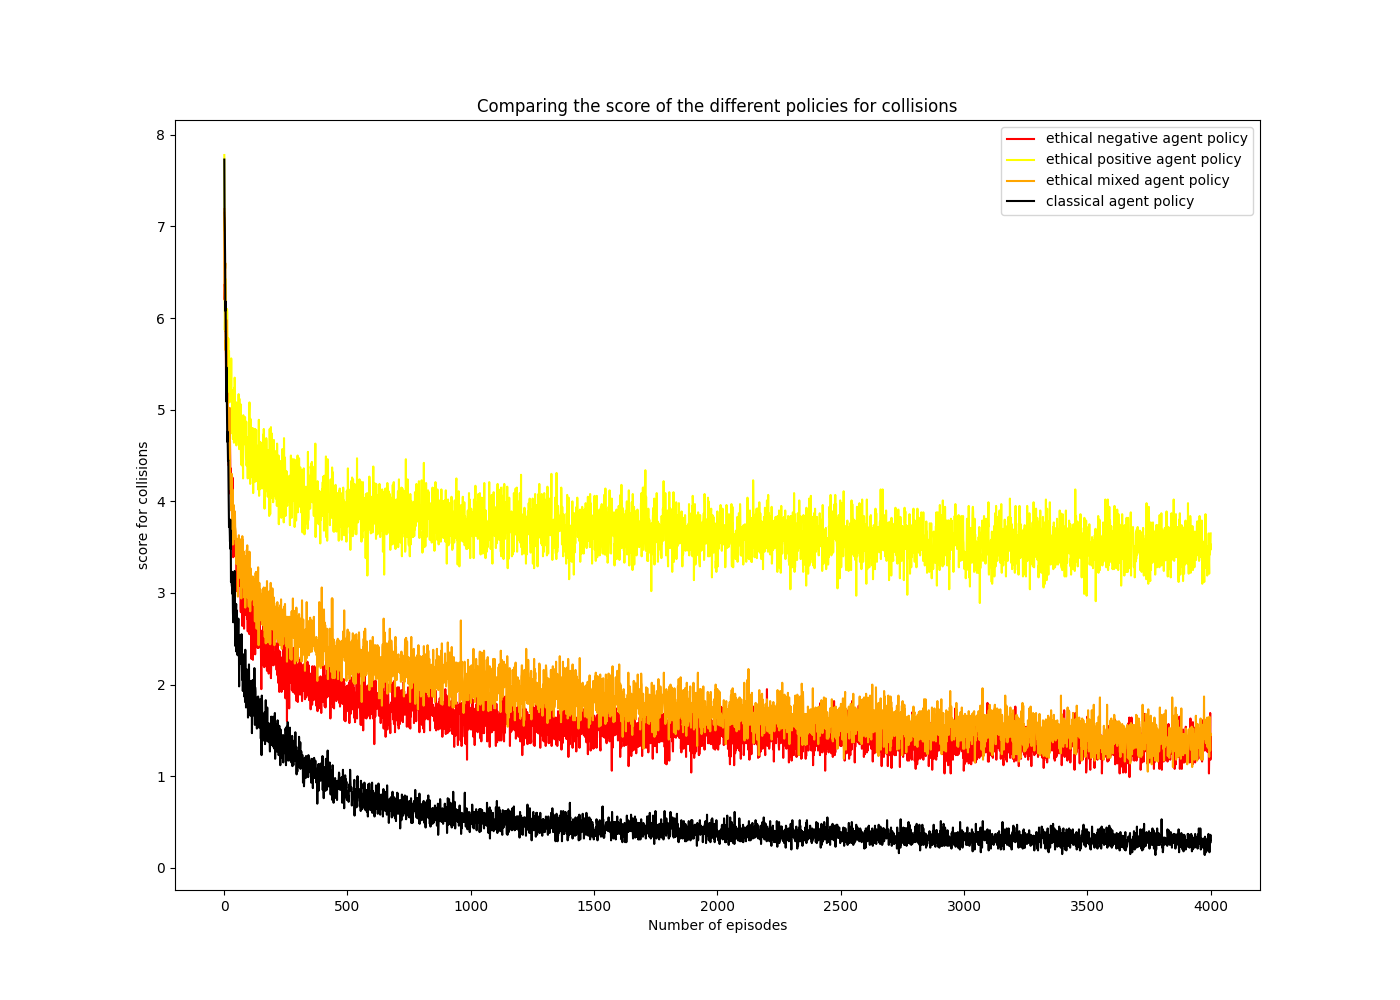 Comparing the score of the different policies for collisions
ethical negative agent policy
ethical positive agent policy
ethical mixed agent policy
classical agent policy
8
7
6
5
4
3
2
1
0
score for collisions
0 500 1000 1500 2000 2500 3000 3500 4000
Number of episodes